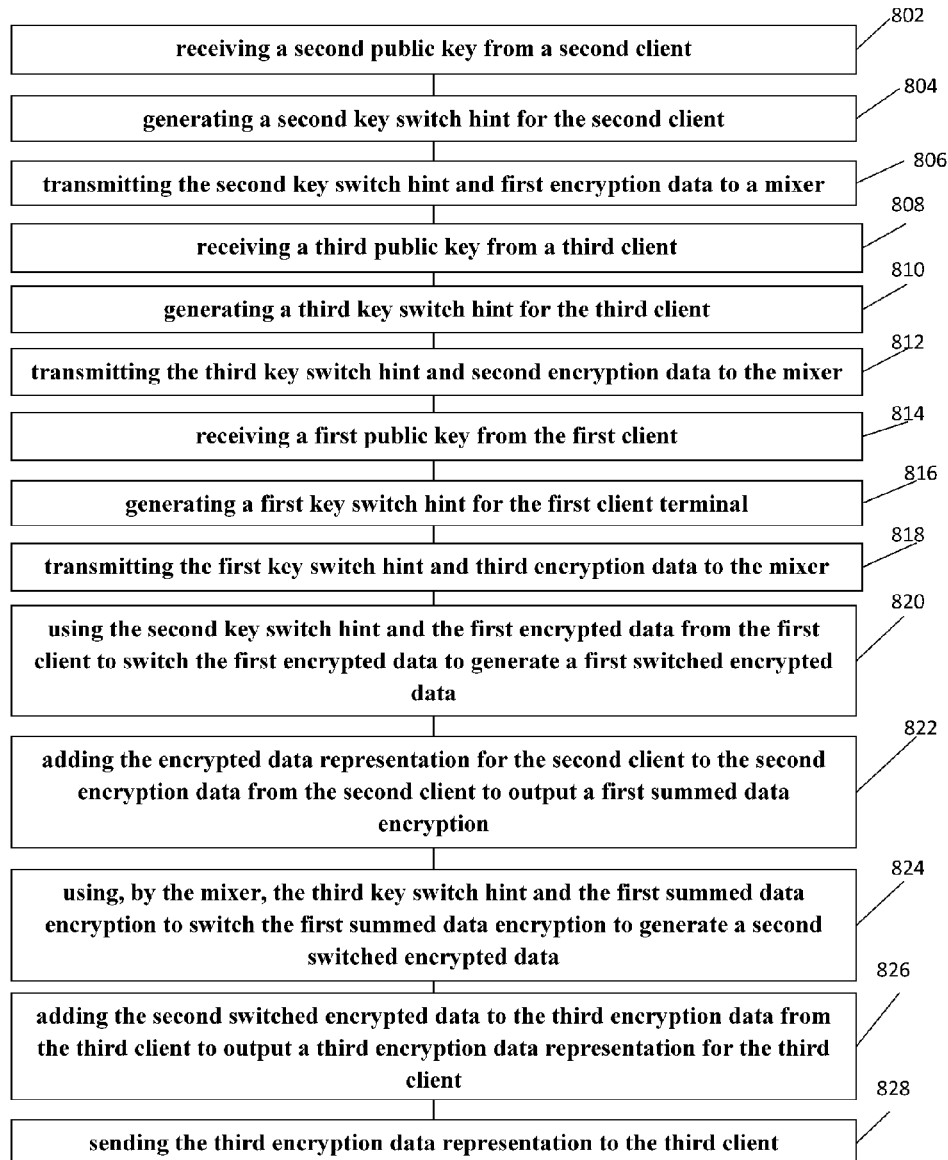 802
receiving a second public key from a second client
804
generating a second key switch hint for the second client
806
transmitting the second key switch hint and first encryption data to a mixer
808
receiving a third public key from a third client
810
generating a third key switch hint for the third client
812
transmitting the third key switch hint and second encryption data to the mixer
814
receiving a first public key from the first client
816
generating a first key switch hint for the first client terminal
818
transmitting the first key switch hint and third encryption data to the mixer
820
using the second key switch hint and the first encrypted data from the first
client to switch the first encrypted data to generate a first switched encrypted
data
822
adding the encrypted data representation for the second client to the second
encryption data from the second client to output a first summed data
encryption
824
using, by the mixer, the third key switch hint and the first summed data
encryption to switch the first summed data encryption to generate a second
switched encrypted data
826
adding the second switched encrypted data to the third encryption data from
the third client to output a third encryption data representation for the third
client
828
sending the third encryption data representation to the third client